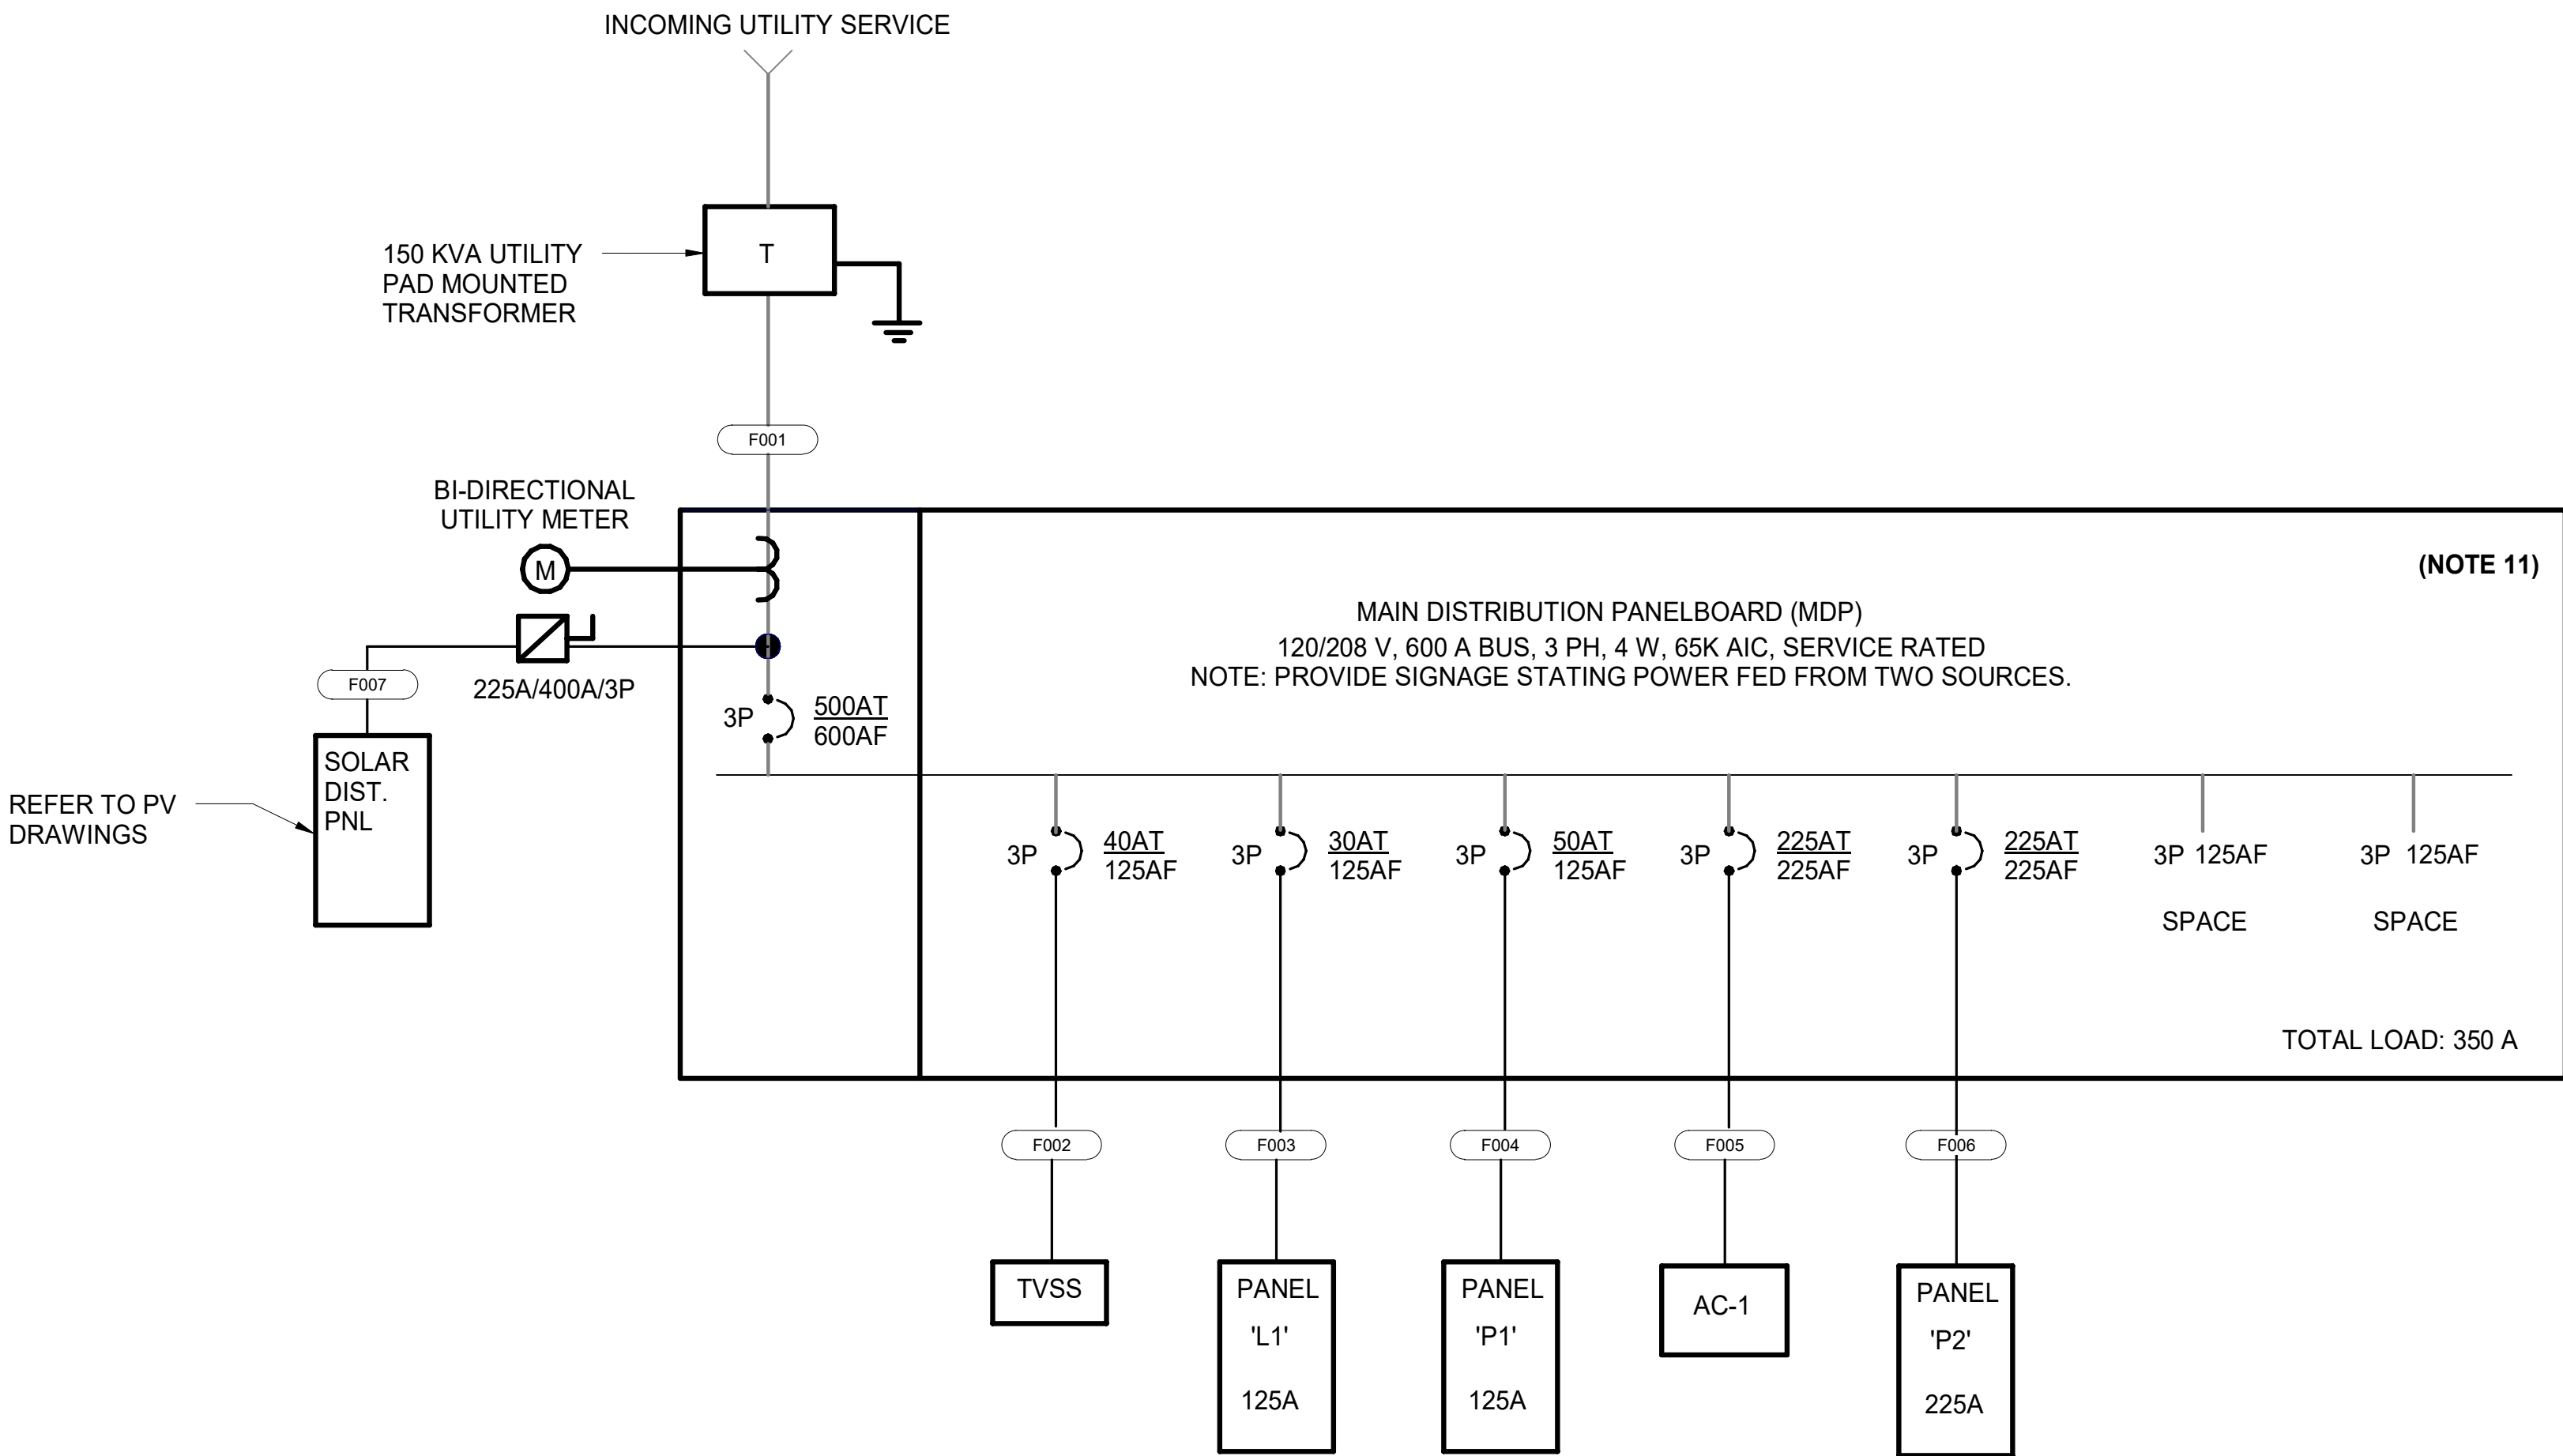 INCOMING UTILITY SERVICE
150 KVA UTILITY
PAD MOUNTED
TRANSFORMER
T
F001
BI-DIRECTIONAL
UTILITY METER
M
225A/400A/3P
F007
SOLAR
DIST.
PNL
REFER TO PV
DRAWINGS
3P
500AT
600AF
(NOTE 11)
MAIN DISTRIBUTION PANELBOARD (MDP)
120/208 V, 600 A BUS, 3 PH, 4 W, 65K AIC, SERVICE RATED
NOTE: PROVIDE SIGNAGE STATING POWER FED FROM TWO SOURCES.
3P
40AT
125AF
3P
30AT
125AF
3P
50AT
125AF
3P
225AT
225AF
3P
225AT
225AF
3P 125AF
SPACE
3P 125AF
SPACE
TOTAL LOAD: 350 A
F002
F003
F004
F005
F006
TVSS
PANEL
'L1'
125A
PANEL
'P1'
125A
AC-1
PANEL
'P2'
225A